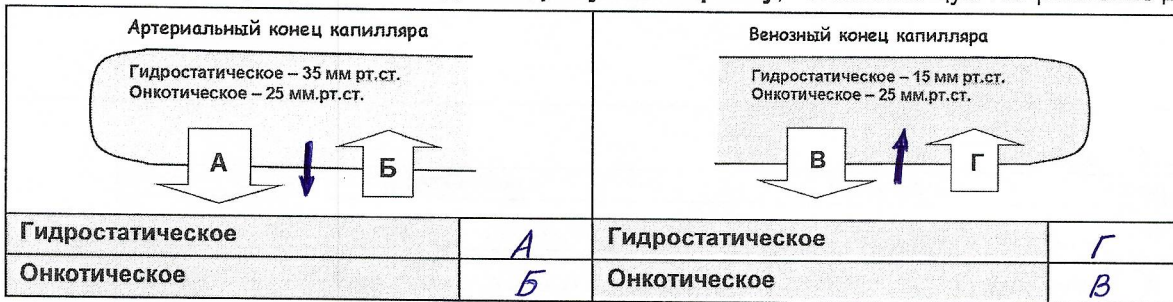 Артериальный конец капилляра
Гидростатическое – 35 мм рт.ст.
Онкотическое – 25 мм.рт.ст.
А
Б
Гидростатическое А
Онкотическое Б
Венозный конец капилляра
Гидростатическое – 15 мм рт.ст.
Онкотическое – 25 мм.рт.ст.
В
Г
Гидростатическое Г
Онкотическое В